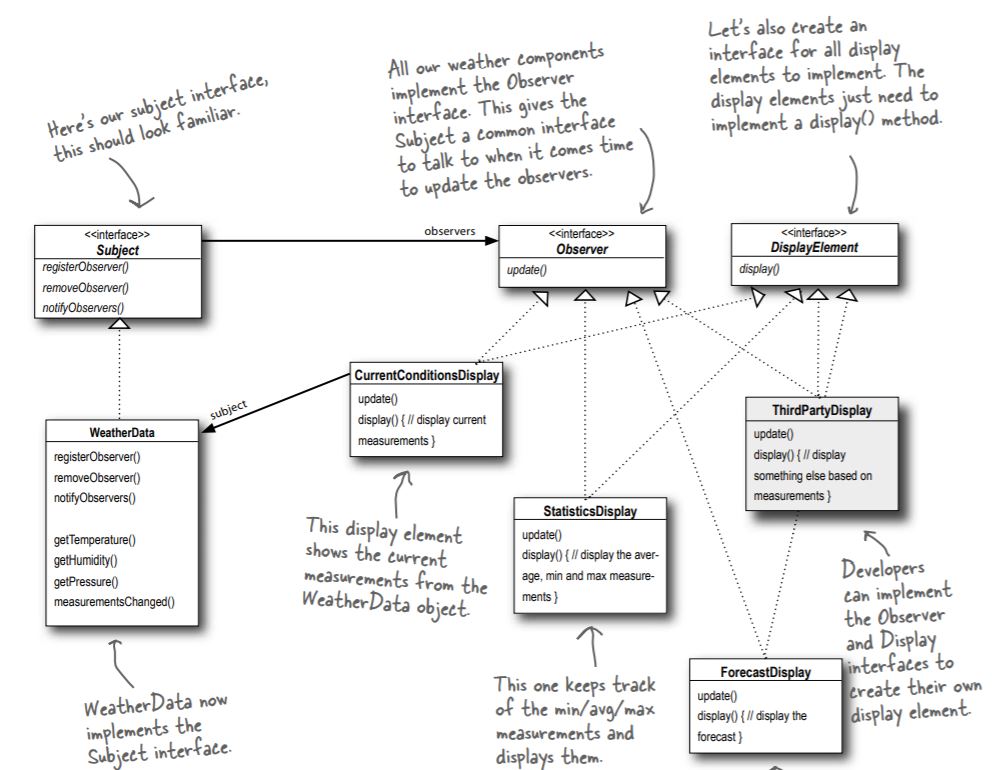 Here's our subject interface,
this should look familiar.
All our weather components
implement the Observer
interface. This gives the
Subject a common interface
to talk to when it comes time
to update the observers.
Let's also create an
interface for all display
elements to implement. The
display elements just need to
implement a display() method.
<<interface>>
Subject
registerObserver()
removeObserver()
notifyObservers()
observers
<<interface>>
Observer
update()
<<interface>>
DisplayElement
display()
CurrentConditionsDisplay
update()
display() { // display current
measurements }
subject
WeatherData
registerObserver()
removeObserver()
notifyObservers()
getTemperature()
getHumidity()
getPressure()
measurementsChanged()
ThirdPartyDisplay
update()
display() { // display
something else based on
measurements }
StatisticsDisplay
update()
display() { // display the aver-
age, min and max measure-
ments }
This display element
shows the current
measurements from the
WeatherData object.
Developers
can implement
the Observer
and Display
interfaces to
create their own
display element.
ForecastDisplay
update()
display() { // display the
forecast }
WeatherData now
implements the
Subject interface.
This one keeps track
of the min/avg/max
measurements and
displays them.